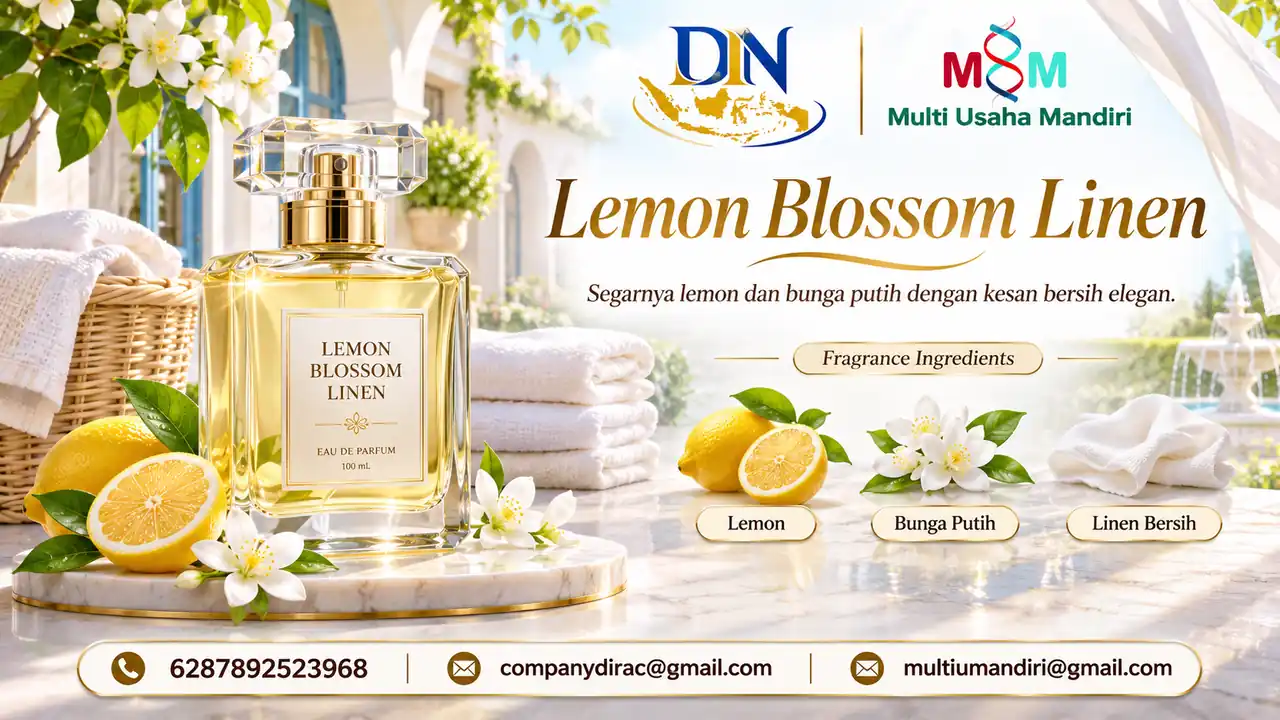 DIN
M M
Multi Usaha Mandiri
Lemon Blossom Linen
Segarnya lemon dan bunga putih dengan kesan bersih elegan.
Fragrance Ingredients
LEMON
BLOSSOM
LINEN
EAU DE PARFUM
100 mL
Lemon
Bunga Putih
Linen Bersih
6287892523968
companydirac@gmail.com
multiumandiri@gmail.com